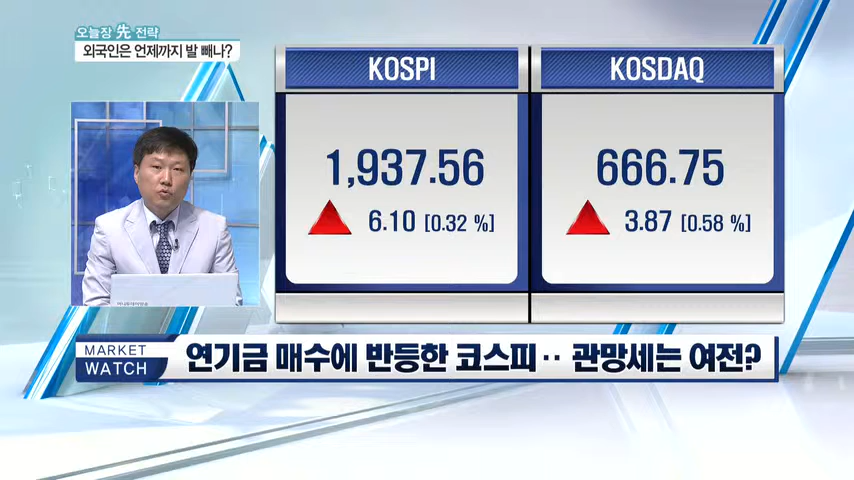 오늘장 先 전략
외국인은 언제까지 발 빼나?
KOSPI
1,937.56
6.10 [0.32 %]
KOSDAQ
666.75
3.87 [0.58 %]
MARKET
WATCH
연기금 매수에 반등한 코스피‥ 관망세는 여전?